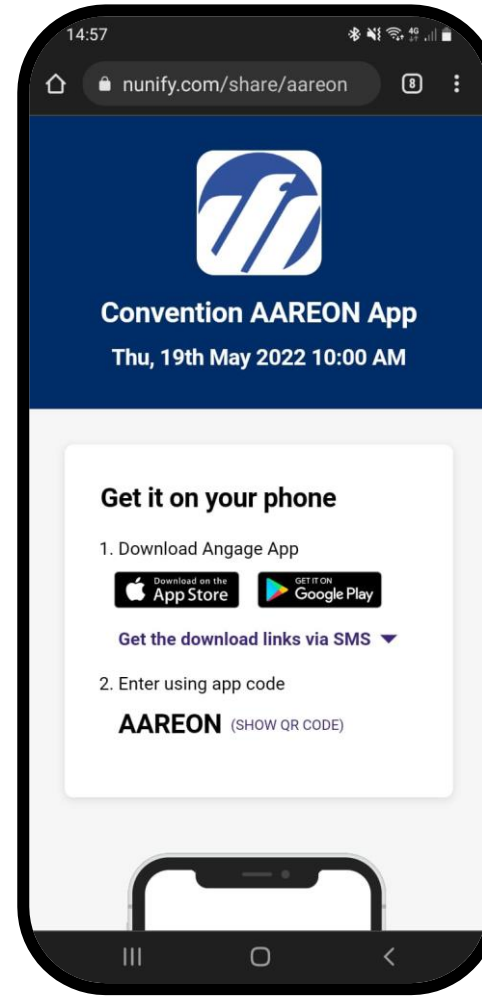 14:57 4G
nunify.com/share/aareon 8
Convention AAREON App
Thu, 19th May 2022 10:00 AM
Get it on your phone
1. Download Angage App
Download on the
App Store
GET IT ON
Google Play
Get the download links via SMS
2. Enter using app code
AAREON (SHOW QR CODE)